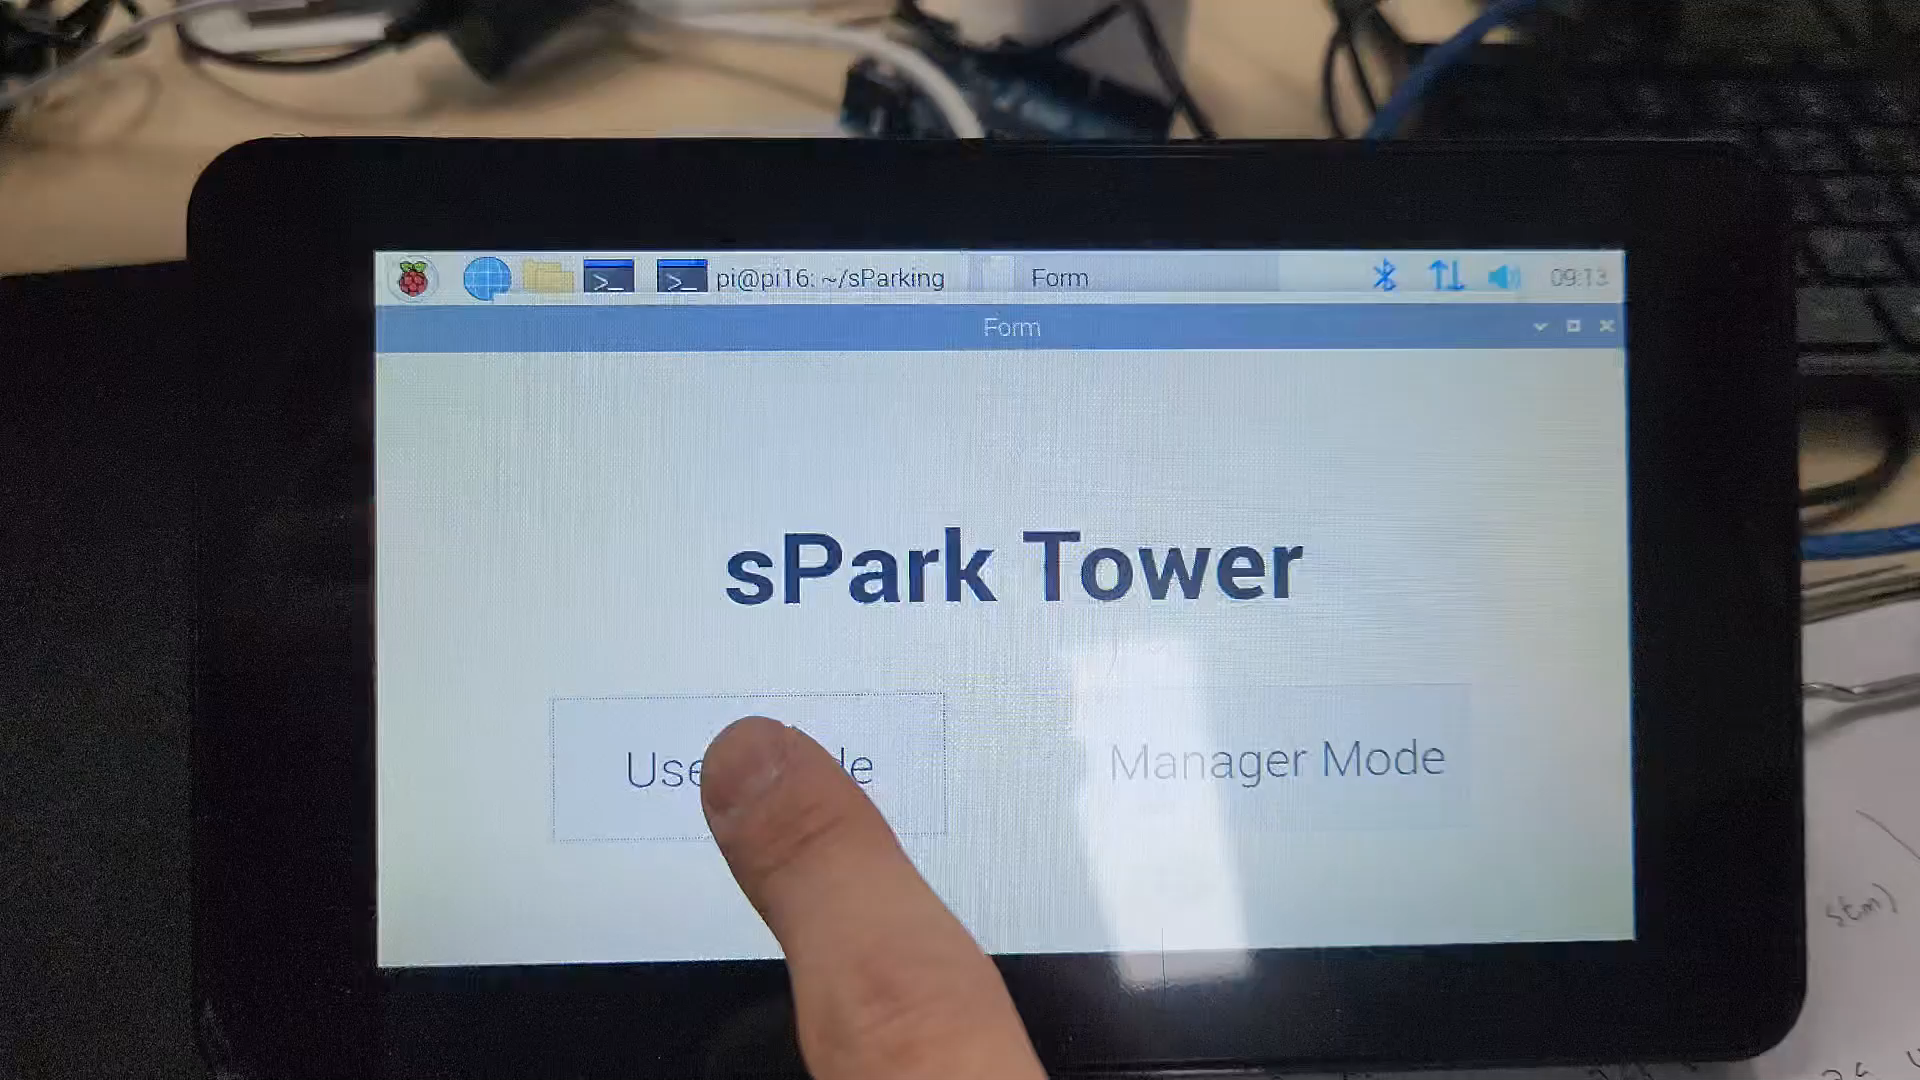 pi@pi16: ~/sParking Form 09:13
Form
sPark Tower
Manager Mode